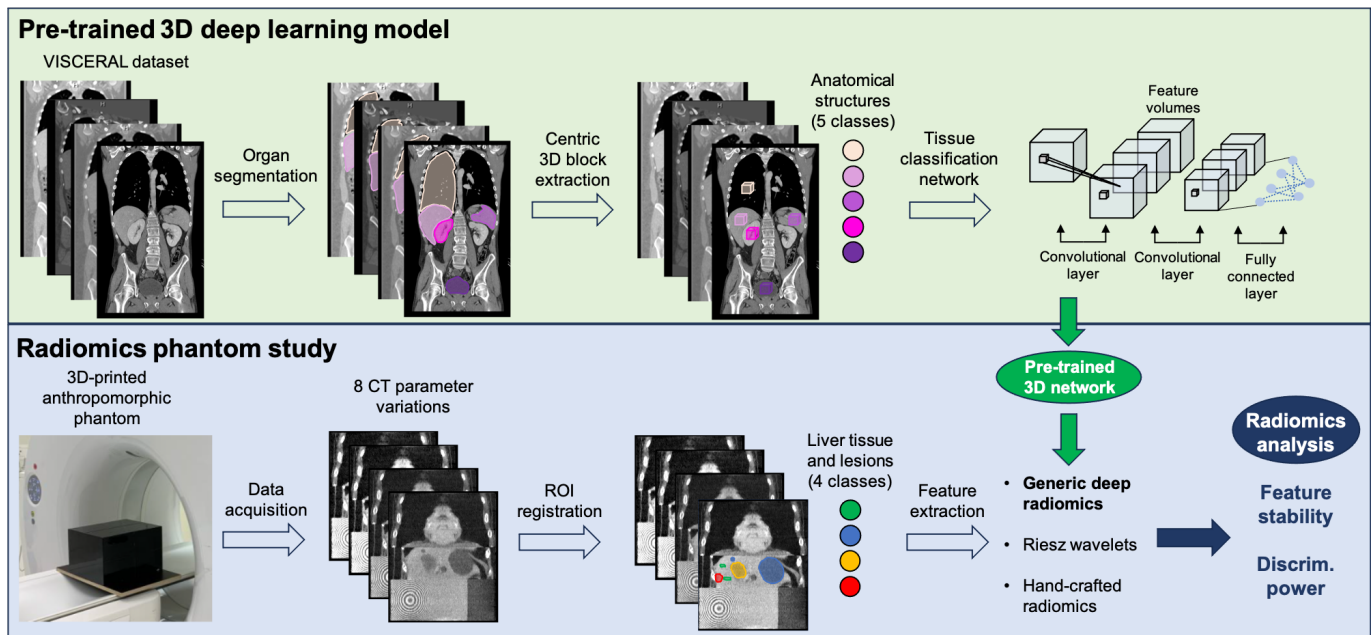 Pre-trained 3D deep learning model
VISCERAL dataset
Organ
segmentation
Centric
3D block
extraction
Anatomical
structures
(5 classes)
Tissue
classification
network
Feature
volumes
Convolutional
layer
Convolutional
layer
Fully
connected
layer
Radiomics phantom study
3D-printed
anthropomorphic
phantom
Data
acquisition
8 CT parameter
variations
ROI
registration
Liver tissue
and lesions
(4 classes)
Feature
extraction
Pre-trained
3D network
• Generic deep
radiomics
• Riesz wavelets
• Hand-crafted
radiomics
Radiomics
analysis
Feature
stability
Discrim.
power